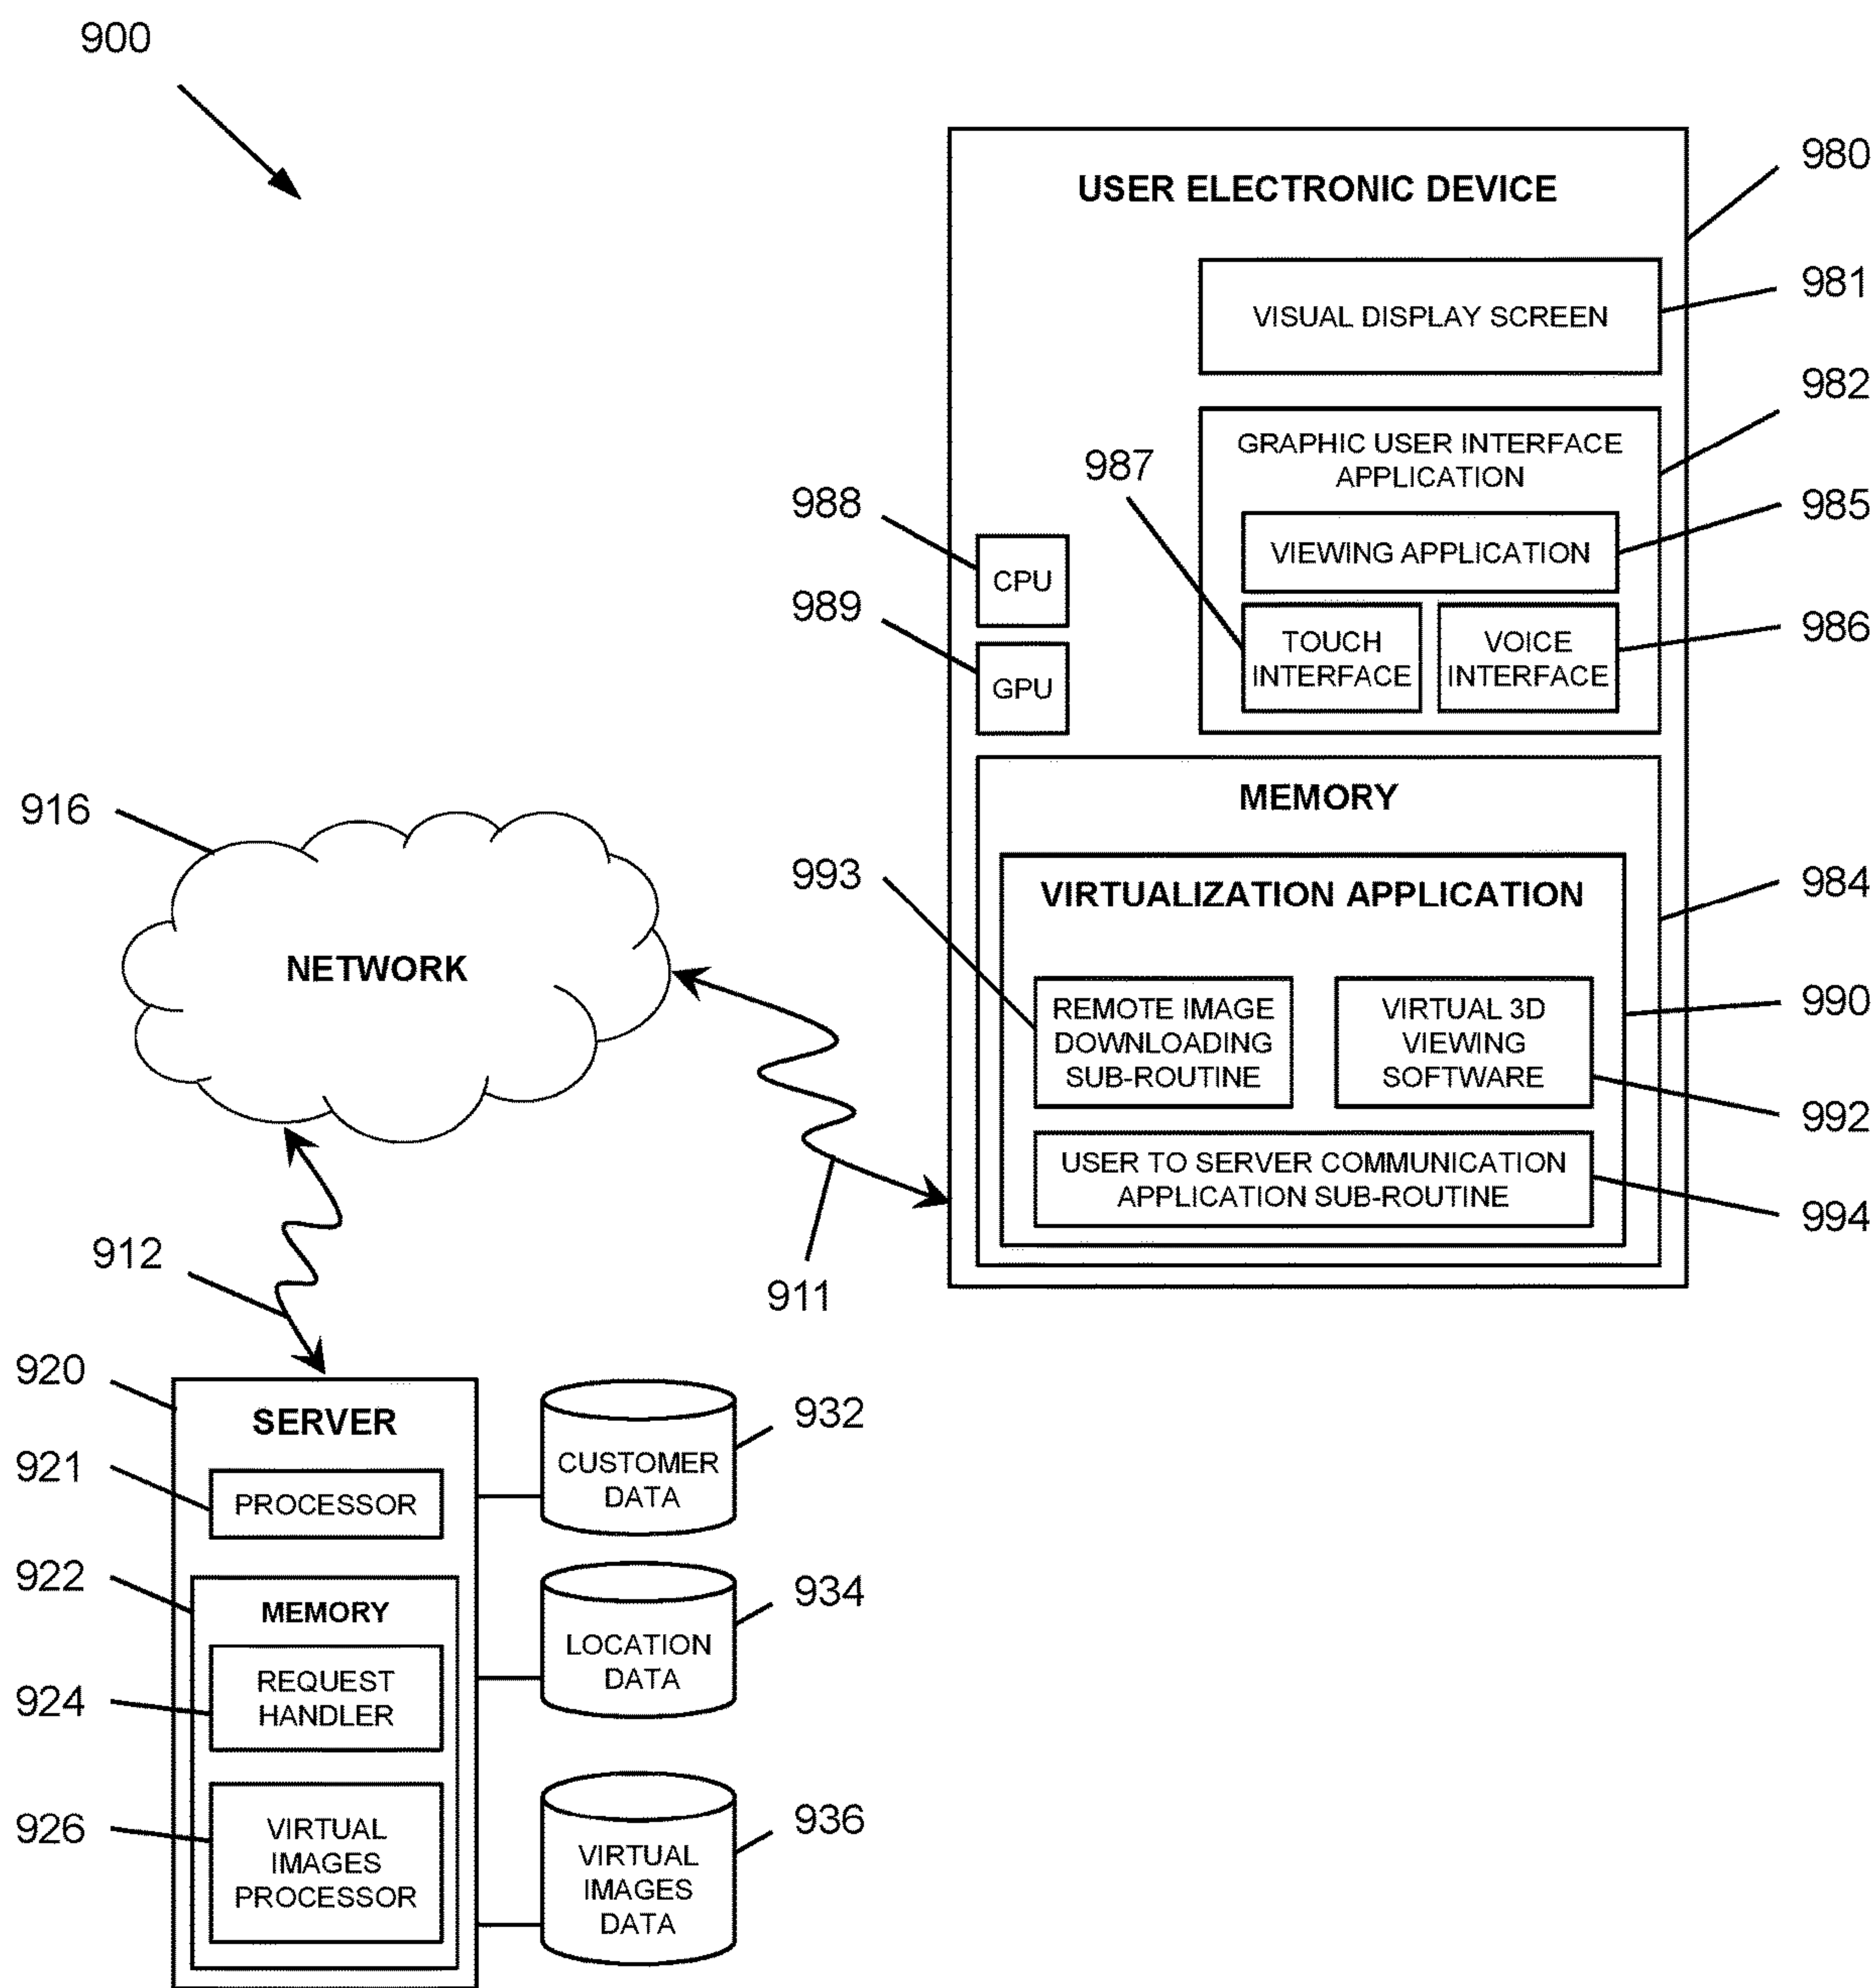 900
980
USER ELECTRONIC DEVICE
981
VISUAL DISPLAY SCREEN
982
GRAPHIC USER INTERFACE
APPLICATION
987
985
988
VIEWING APPLICATION
CPU
989
986
TOUCH
INTERFACE
VOICE
INTERFACE
GPU
916
MEMORY
993
984
VIRTUALIZATION APPLICATION
NETWORK
990
REMOTE IMAGE
DOWNLOADING
SUB-ROUTINE
VIRTUAL 3D
VIEWING
SOFTWARE
992
USER TO SERVER COMMUNICATION
APPLICATION SUB-ROUTINE
994
912
911
920
SERVER
932
921
CUSTOMER
DATA
PROCESSOR
922
934
MEMORY
LOCATION
DATA
924
REQUEST
HANDLER
926
936
VIRTUAL
IMAGES
PROCESSOR
VIRTUAL
IMAGES
DATA